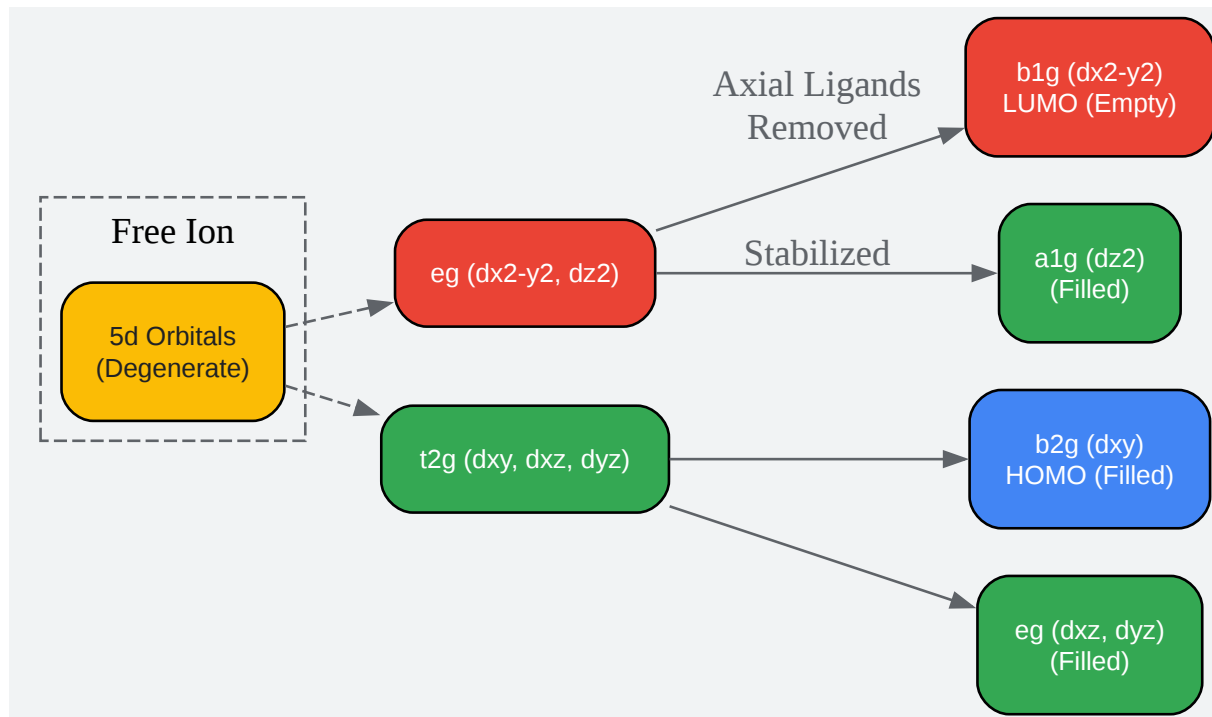 Free Ion
5d Orbitals
(Degenerate)
eg (dx2-y2, dz2)
t2g (dxy, dxz, dyz)
Axial Ligands
Removed
Stabilized
b1g (dx2-y2)
LUMO (Empty)
a1g (dz2)
(Filled)
b2g (dxy)
HOMO (Filled)
eg (dxz, dyz)
(Filled)